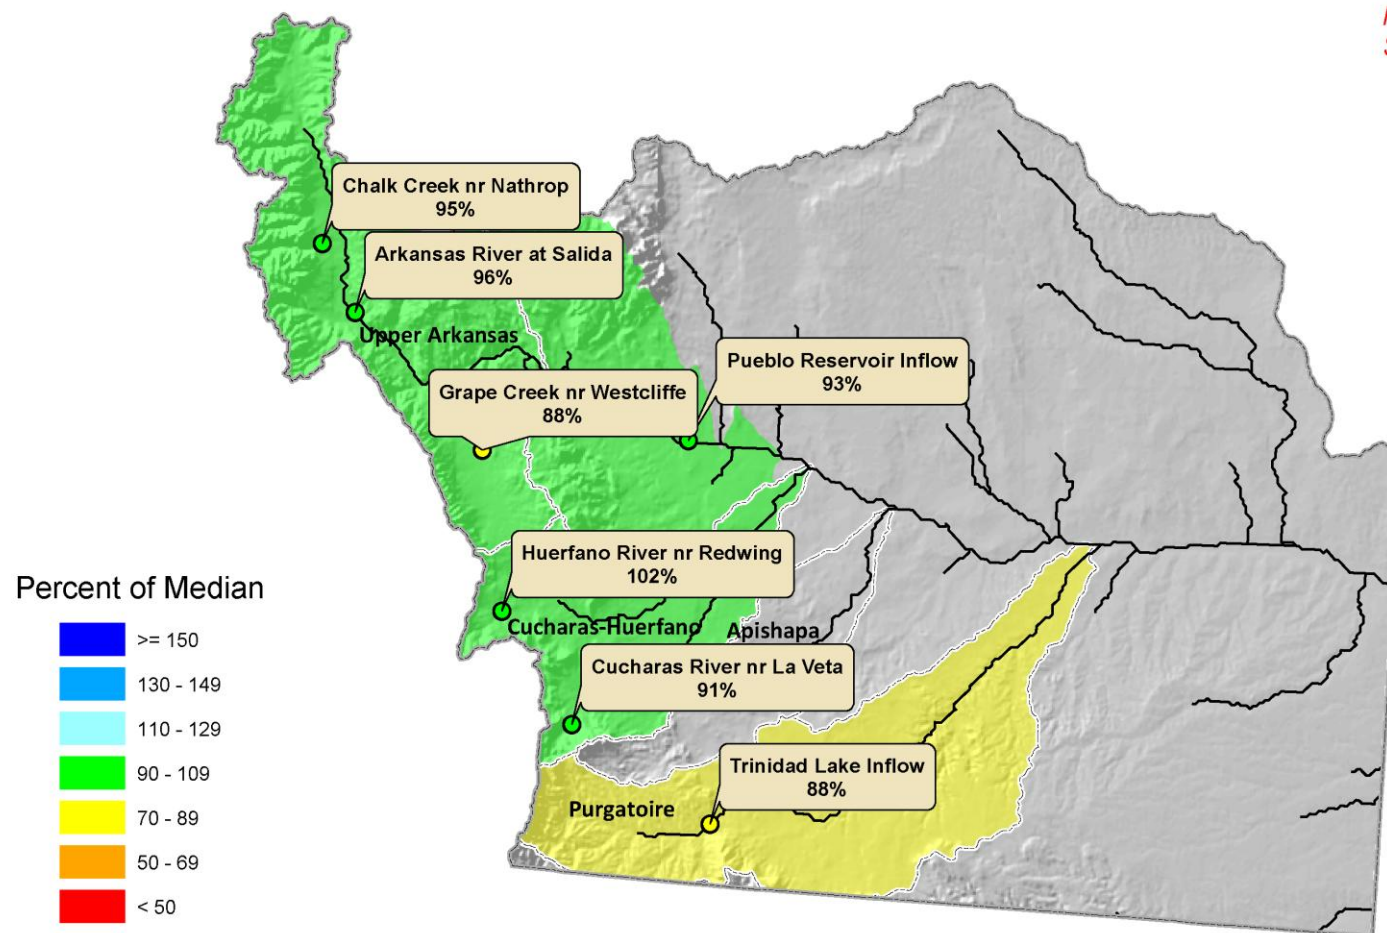 Chalk Creek nr Nathrop
95%
Arkansas River at Salida
96%
Upper Arkansas
Pueblo Reservoir Inflow
93%
Grape Creek nr Westcliffe
88%
Huerfano River nr Redwing
102%
Cucharas-Huerfano
Apishapa
Cucharas River nr La Veta
91%
Trinidad Lake Inflow
88%
Purgatoire
Percent of Median
>= 150
130 - 149
110 - 129
90 - 109
70 - 89
50 - 69
< 50